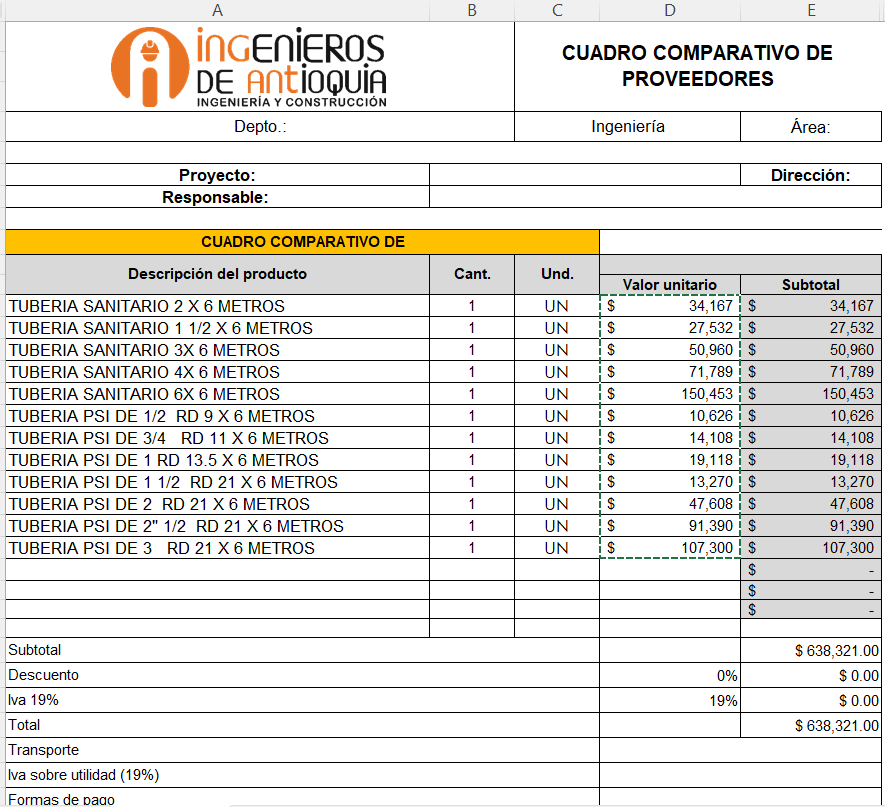 A B C D E
INGENIEROS
DE ANTIOQUIA
INGENIERÍA Y CONSTRUCCIÓN
CUADRO COMPARATIVO DE
PROVEEDORES
Depto.: Ingeniería Área:
Proyecto: Dirección:
Responsable:
CUADRO COMPARATIVO DE
Descripción del producto Cant. Und.
Valor unitario Subtotal
TUBERIA SANITARIO 2 X 6 METROS 1 UN $ 34,167 $ 34,167
TUBERIA SANITARIO 1 1/2 X 6 METROS 1 UN $ 27,532 $ 27,532
TUBERIA SANITARIO 3X 6 METROS 1 UN $ 50,960 $ 50,960
TUBERIA SANITARIO 4X 6 METROS 1 UN $ 71,789 $ 71,789
TUBERIA SANITARIO 6X 6 METROS 1 UN $ 150,453 $ 150,453
TUBERIA PSI DE 1/2  RD 9 X 6 METROS 1 UN $ 10,626 $ 10,626
TUBERIA PSI DE 3/4   RD 11 X 6 METROS 1 UN $ 14,108 $ 14,108
TUBERIA PSI DE 1 RD 13.5 X 6 METROS 1 UN $ 19,118 $ 19,118
TUBERIA PSI DE 1 1/2  RD 21 X 6 METROS 1 UN $ 13,270 $ 13,270
TUBERIA PSI DE 2  RD 21 X 6 METROS 1 UN $ 47,608 $ 47,608
TUBERIA PSI DE 2" 1/2  RD 21 X 6 METROS 1 UN $ 91,390 $ 91,390
TUBERIA PSI DE 3   RD 21 X 6 METROS 1 UN $ 107,300 $ 107,300
$ -
$ -
$ -
Subtotal $ 638,321.00
Descuento 0% $ 0.00
Iva 19% 19% $ 0.00
Total $ 638,321.00
Transporte
Iva sobre utilidad (19%)
Formas de pago